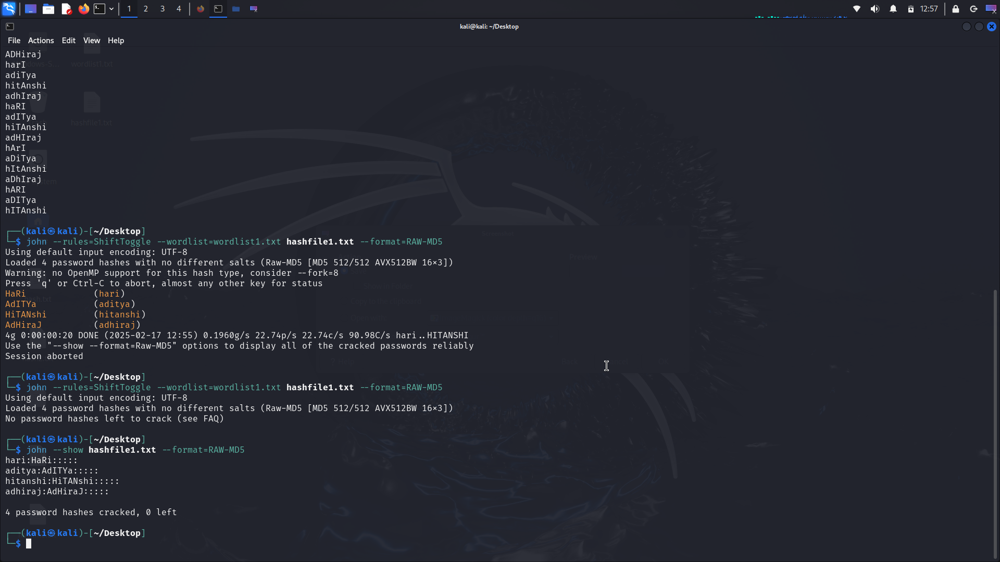 1 2 3 4 12:57
kali@kali: ~/Desktop
File Actions Edit View Help
ADHiraj
harI
adiTya
hitAnshi
adhIraj
haRI
adITya
hiTAnshi
adHIraj
hArI
aDiTya
hItAnshi
aDhIraj
hARI
aDITya
hITAnshi
wordlist1.txt
hashfile1.txt
┌──(kali㉿kali)-[~/Desktop]
└─$ john --rules=ShiftToggle --wordlist=wordlist1.txt hashfile1.txt --format=RAW-MD5
Using default input encoding: UTF-8
Loaded 4 password hashes with no different salts (Raw-MD5 [MD5 512/512 AVX512BW 16×3])
Warning: no OpenMP support for this hash type, consider --fork=8
Press 'q' or Ctrl-C to abort, almost any other key for status
HaRi (hari)
AdITYa (aditya)
HiTANshi (hitanshi)
AdHiraJ (adhiraj)
4g 0:00:00:20 DONE (2025-02-17 12:55) 0.1960g/s 22.74p/s 22.74c/s 90.98C/s hari..HITANSHI
Use the "--show --format=Raw-MD5" options to display all of the cracked passwords reliably
Session aborted
┌──(kali㉿kali)-[~/Desktop]
└─$ john --rules=ShiftToggle --wordlist=wordlist1.txt hashfile1.txt --format=RAW-MD5
Using default input encoding: UTF-8
Loaded 4 password hashes with no different salts (Raw-MD5 [MD5 512/512 AVX512BW 16×3])
No password hashes left to crack (see FAQ)
┌──(kali㉿kali)-[~/Desktop]
└─$ john --show hashfile1.txt --format=RAW-MD5
hari:HaRi:::::
aditya:AdITYa:::::
hitanshi:HiTANshi:::::
adhiraj:AdHiraJ:::::
4 password hashes cracked, 0 left
┌──(kali㉿kali)-[~/Desktop]
└─$